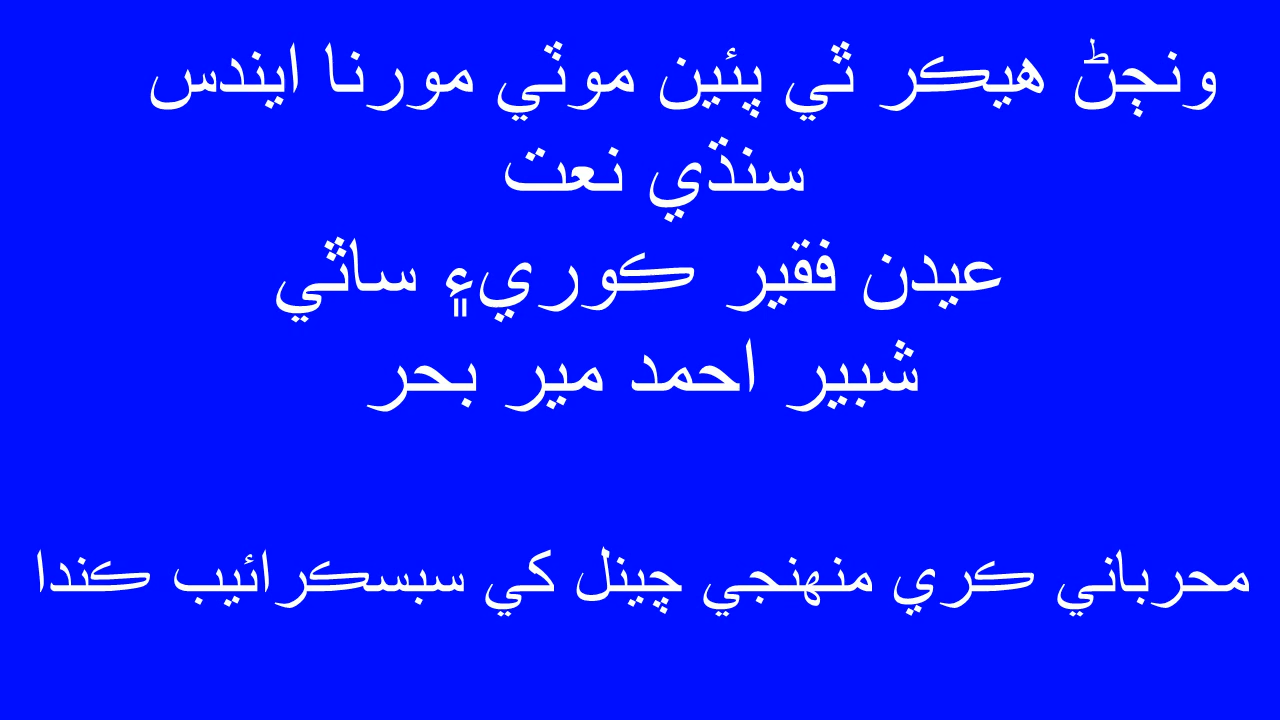 ونڃڻ هيڪر ٿي پئين موٽي مورنا ايندس
سنڌي نعت
عيدن فقير ڪوريءَ ساٿي
شبير احمد مير بحر
محرباني ڪري منهنجي چينل کي سبسڪرائيب ڪندا